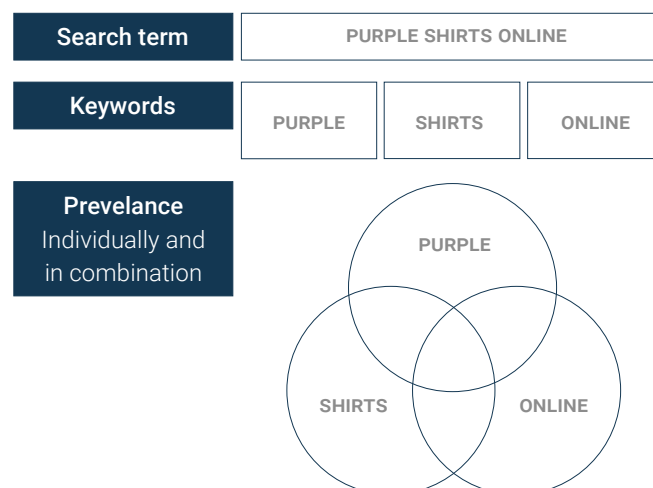 Search term
PURPLE SHIRTS ONLINE
Keywords
PURPLE
SHIRTS
ONLINE
Prevelance
Individually and
in combination
PURPLE
SHIRTS
ONLINE